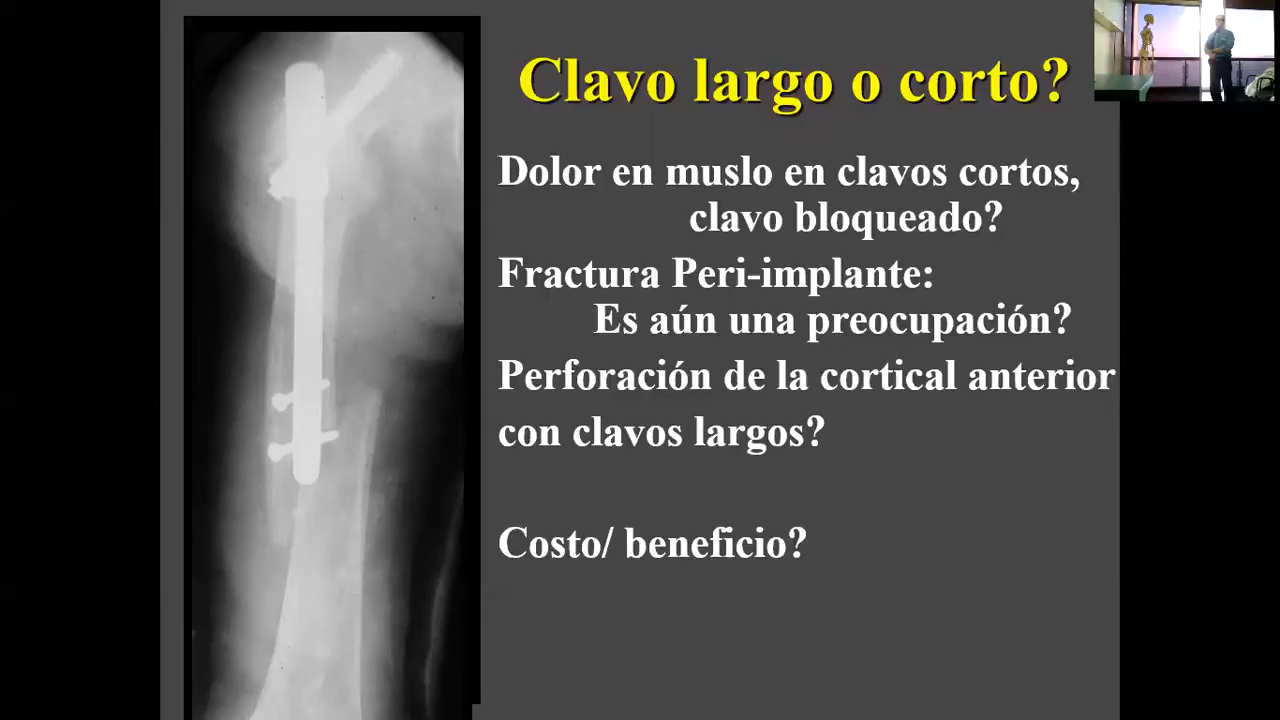 Clavo largo o corto?
Dolor en muslo en clavos cortos,
clavo bloqueado?
Fractura Peri-implante:
Es aún una preocupación?
Perforación de la cortical anterior
con clavos largos?
Costo/ beneficio?